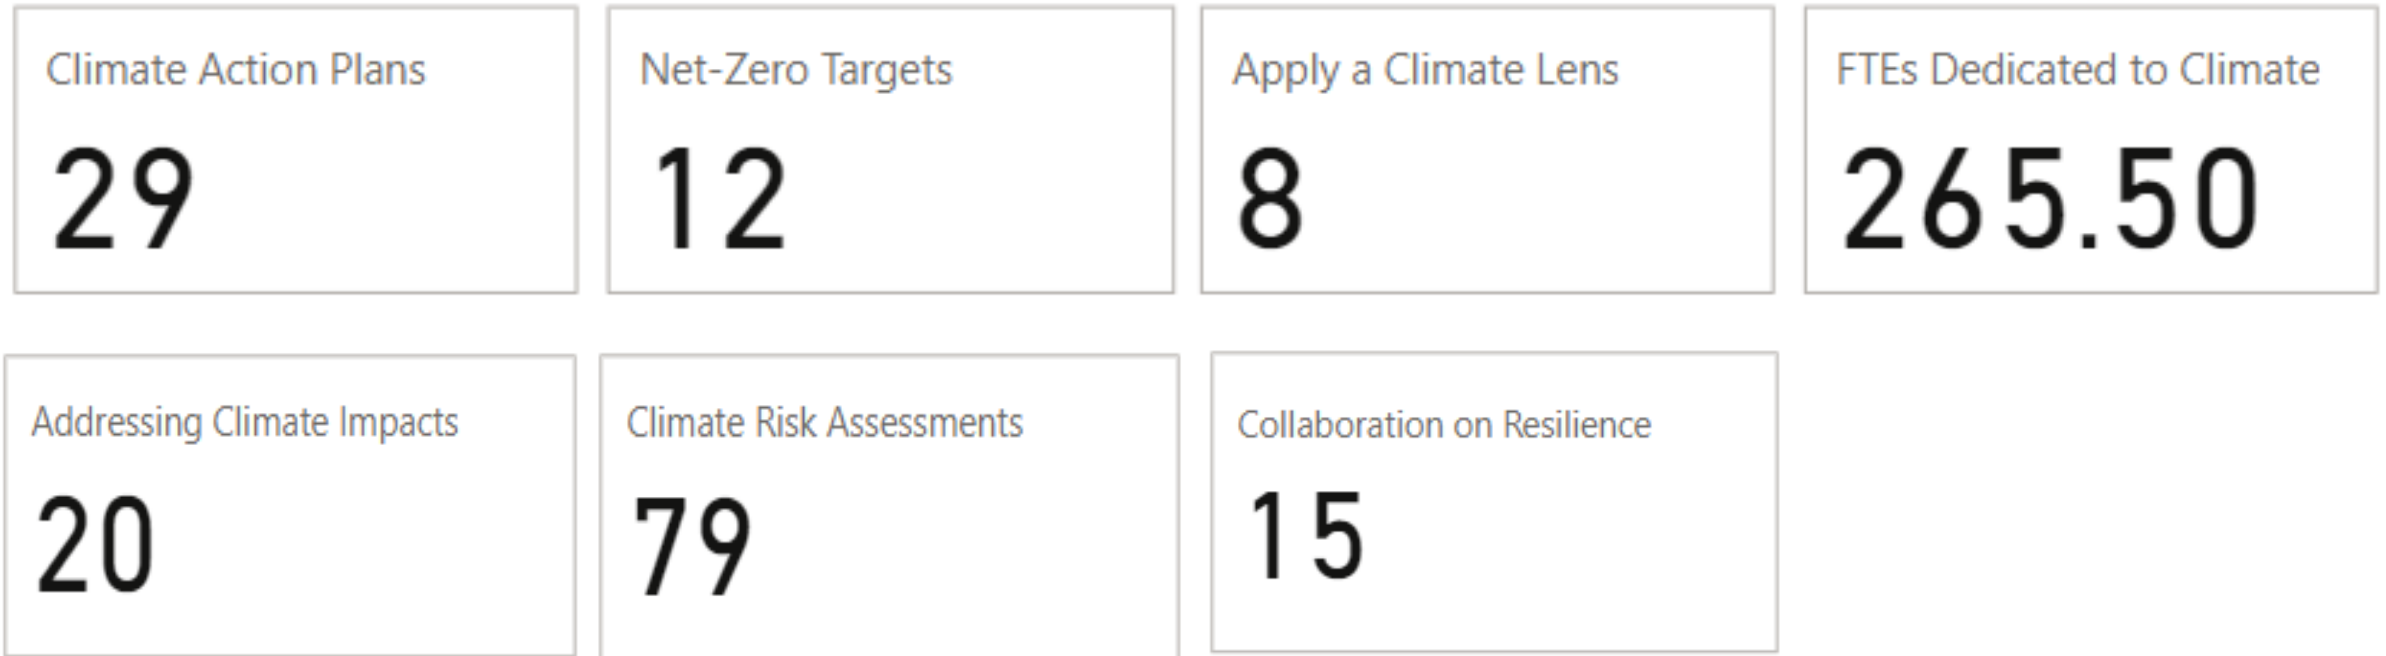 Climate Action Plans
29
Net-Zero Targets
12
Apply a Climate Lens
8
FTEs Dedicated to Climate
265.50
Addressing Climate Impacts
20
Climate Risk Assessments
79
Collaboration on Resilience
15